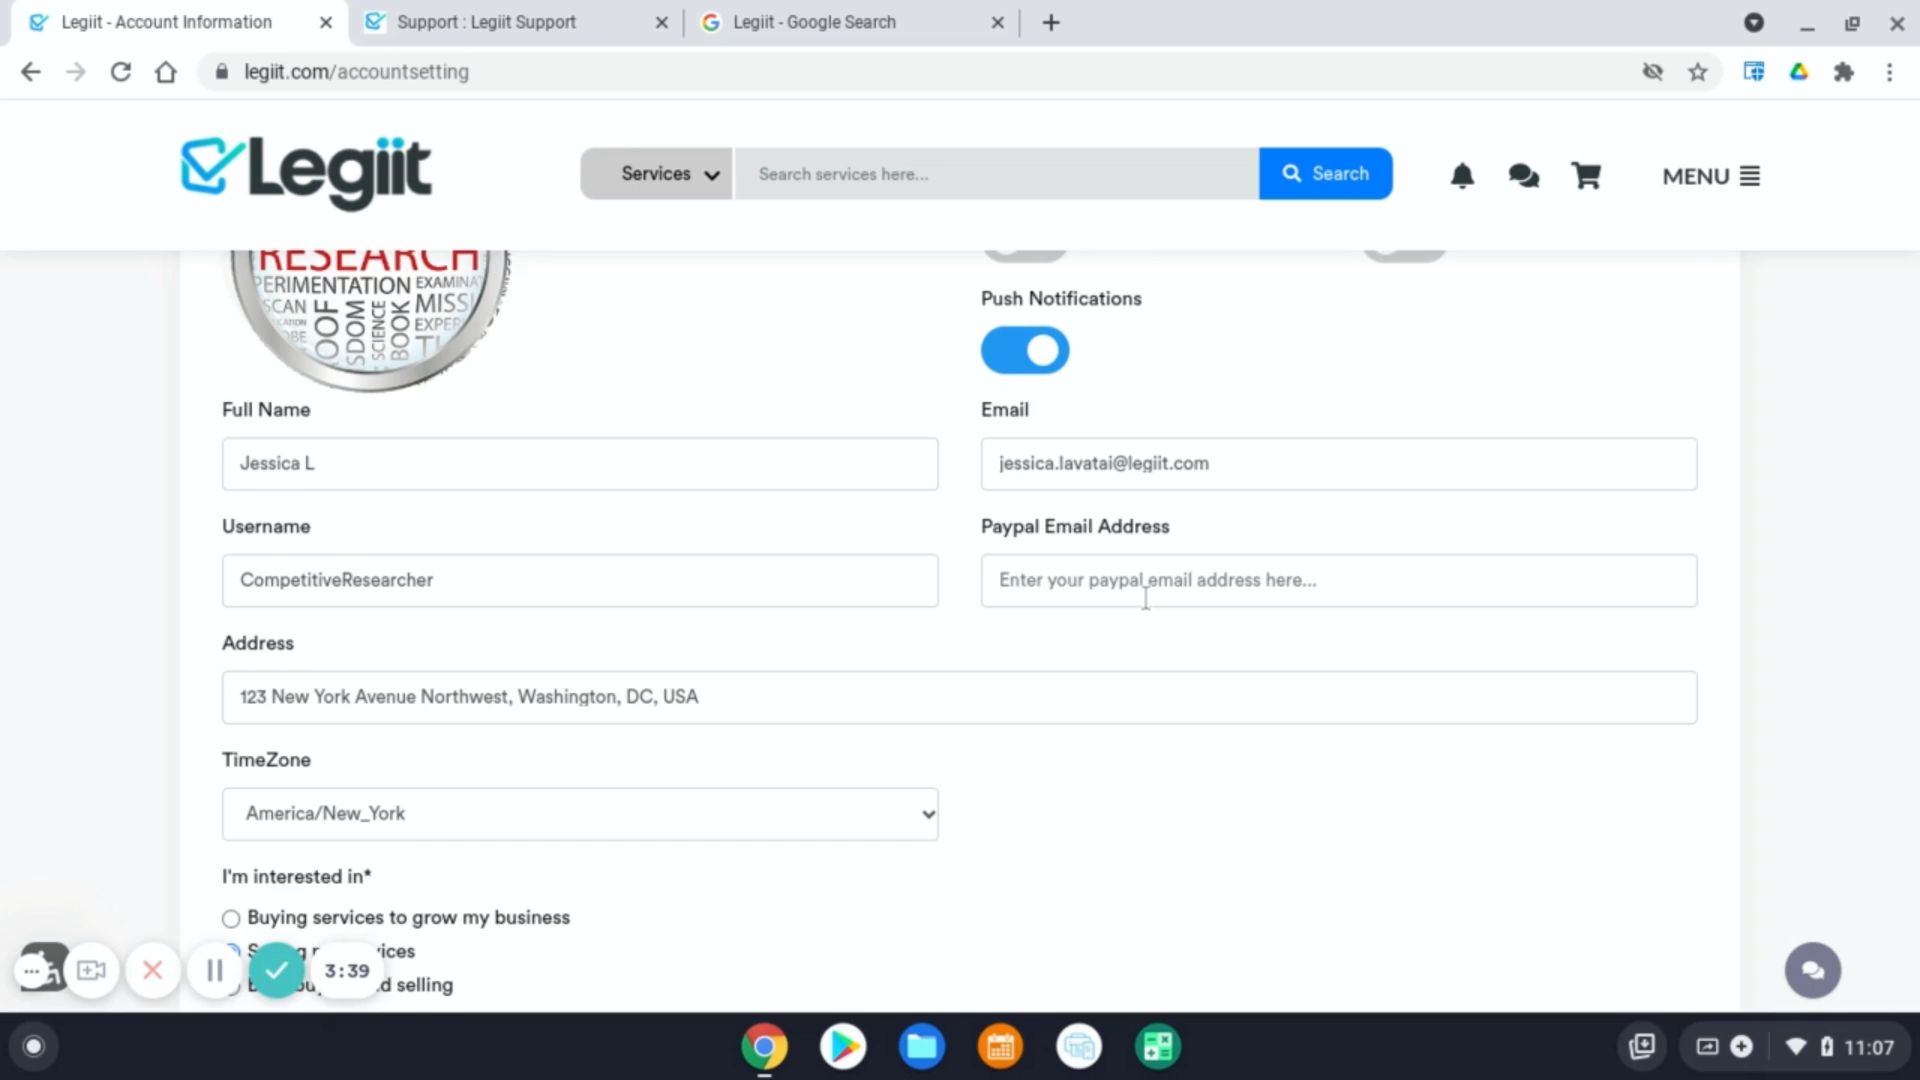 Legiit - Account Information
Support : Legiit Support
Legiit - Google Search
legiit.com/accountsetting
Legiit
Services
Search services here...
Search
MENU
RESEARCH
PERIMENTATION EXAMINA
SCAN
OOF
SDOM
SCIENCE
BOOK
MISSI
EXPER
Push Notifications
Full Name
Email
Jessica L
jessica.lavatai@legiit.com
Username
Paypal Email Address
CompetitiveResearcher
Enter your paypal email address here...
Address
123 New York Avenue Northwest, Washington, DC, USA
TimeZone
America/New_York
I'm interested in*
Buying services to grow my business
ices
d selling
3:39
11:07